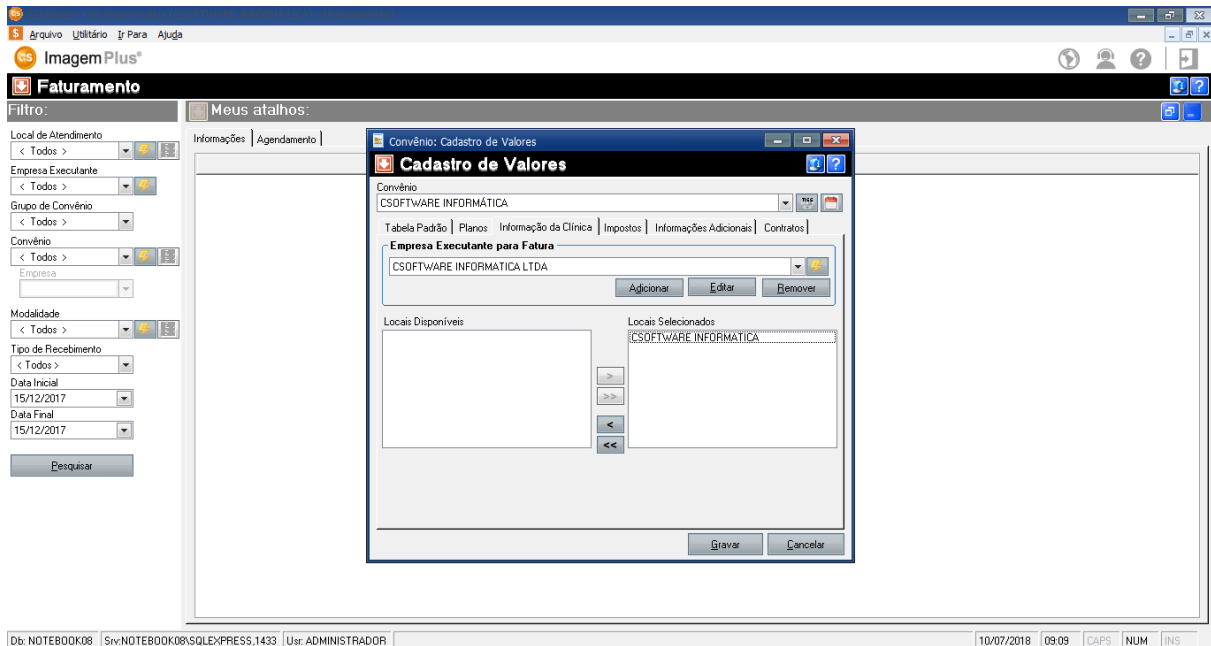 Arquivo Utilitário Ir Para Ajuda
cis ImagemPlus®
Faturamento
Filtro:
Meus atalhos:
Local de Atendimento
< Todos >
Empresa Executante
< Todos >
Grupo de Convênio
< Todos >
Convênio
< Todos >
Empresa
Modalidade
< Todos >
Tipo de Recebimento
< Todos >
Data Inicial
15/12/2017
Data Final
15/12/2017
Pesquisar
Informações Agendamento
Convênio: Cadastro de Valores
Cadastro de Valores
Convênio
CSOFTWARE INFORMÁTICA
Tabela Padrão Planos Informação da Clínica Impostos Informações Adicionais Contratos
Empresa Executante para Fatura
CSOFTWARE INFORMATICA LTDA
Adicionar Editar Remover
Locais Disponíveis Locais Selecionados
CSOFTWARE INFORMATICA
>
>>
<
<<
Gravar Cancelar
Db: NOTEBOOK08 Srv:NOTEBOOK08\SQLEXPRESS,1433 Usr: ADMINISTRADOR 10/07/2018 09:09 CAPS NUM INS